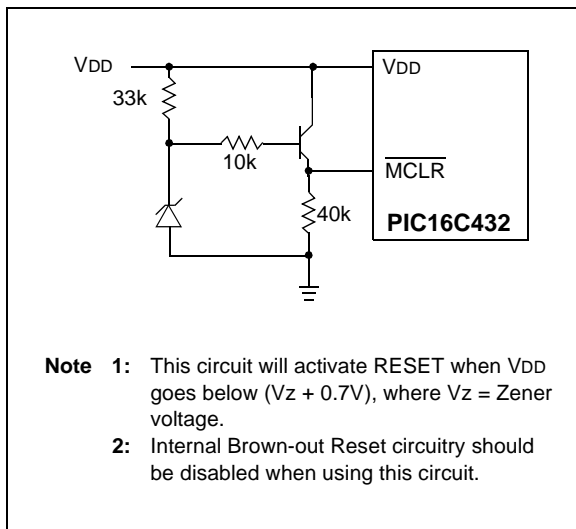 VDD
VDD
33k
10k
MCLR
40k
PIC16C432
Note 1: This circuit will activate RESET when VDD
goes below (Vz + 0.7V), where Vz = Zener
voltage.
2: Internal Brown-out Reset circuitry should
be disabled when using this circuit.